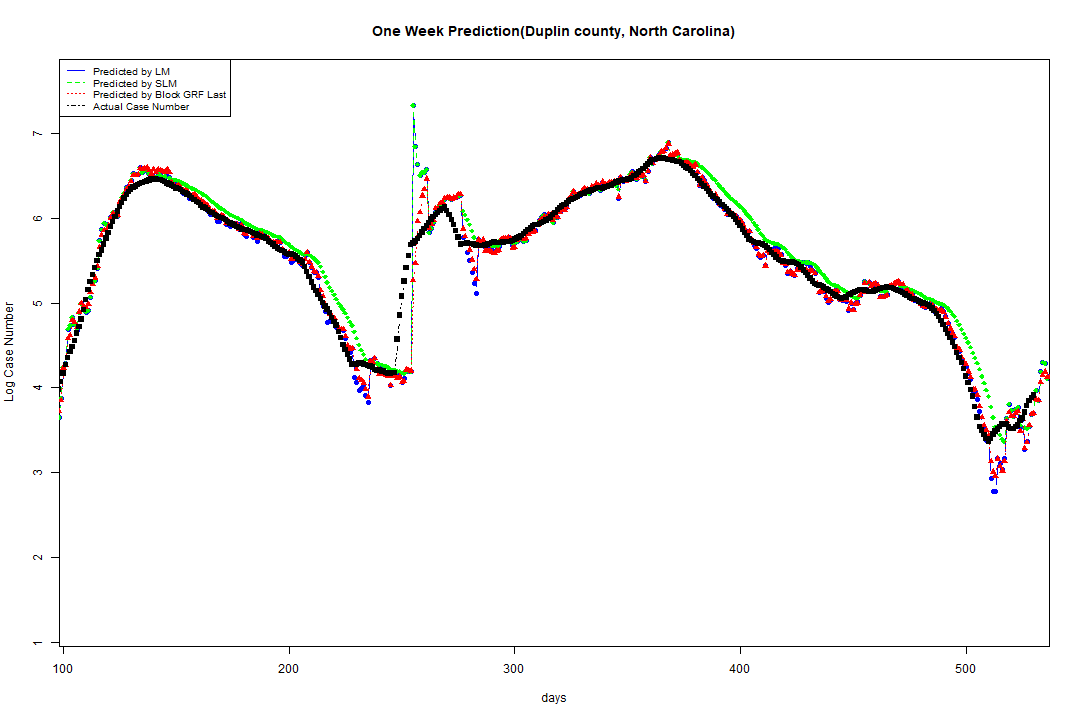 One Week Prediction(Duplin county, North Carolina)
Predicted by LM
Predicted by SLM
Predicted by Block GRF Last
Actual Case Number
7
6
5
4
3
2
1
Log Case Number
100 200 300 400 500
days